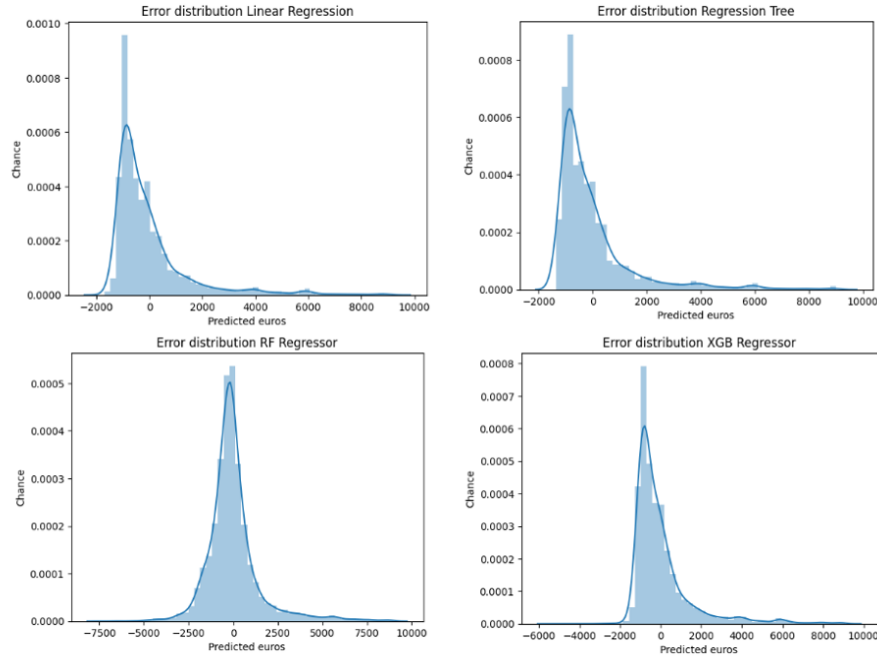 Error distribution Linear Regression
0.0010
0.0008
0.0006
0.0004
0.0002
0.0000
Chance
−2000 0 2000 4000 6000 8000 10000
Predicted euros
Error distribution Regression Tree
0.0008
0.0006
0.0004
0.0002
0.0000
Chance
−2000 0 2000 4000 6000 8000 10000
Predicted euros
Error distribution RF Regressor
0.0005
0.0004
0.0003
0.0002
0.0001
0.0000
Chance
−7500 −5000 −2500 0 2500 5000 7500 10000
Predicted euros
Error distribution XGB Regressor
0.0008
0.0007
0.0006
0.0005
0.0004
0.0003
0.0002
0.0001
0.0000
Chance
−6000 −4000 −2000 0 2000 4000 6000 8000 10000
Predicted euros